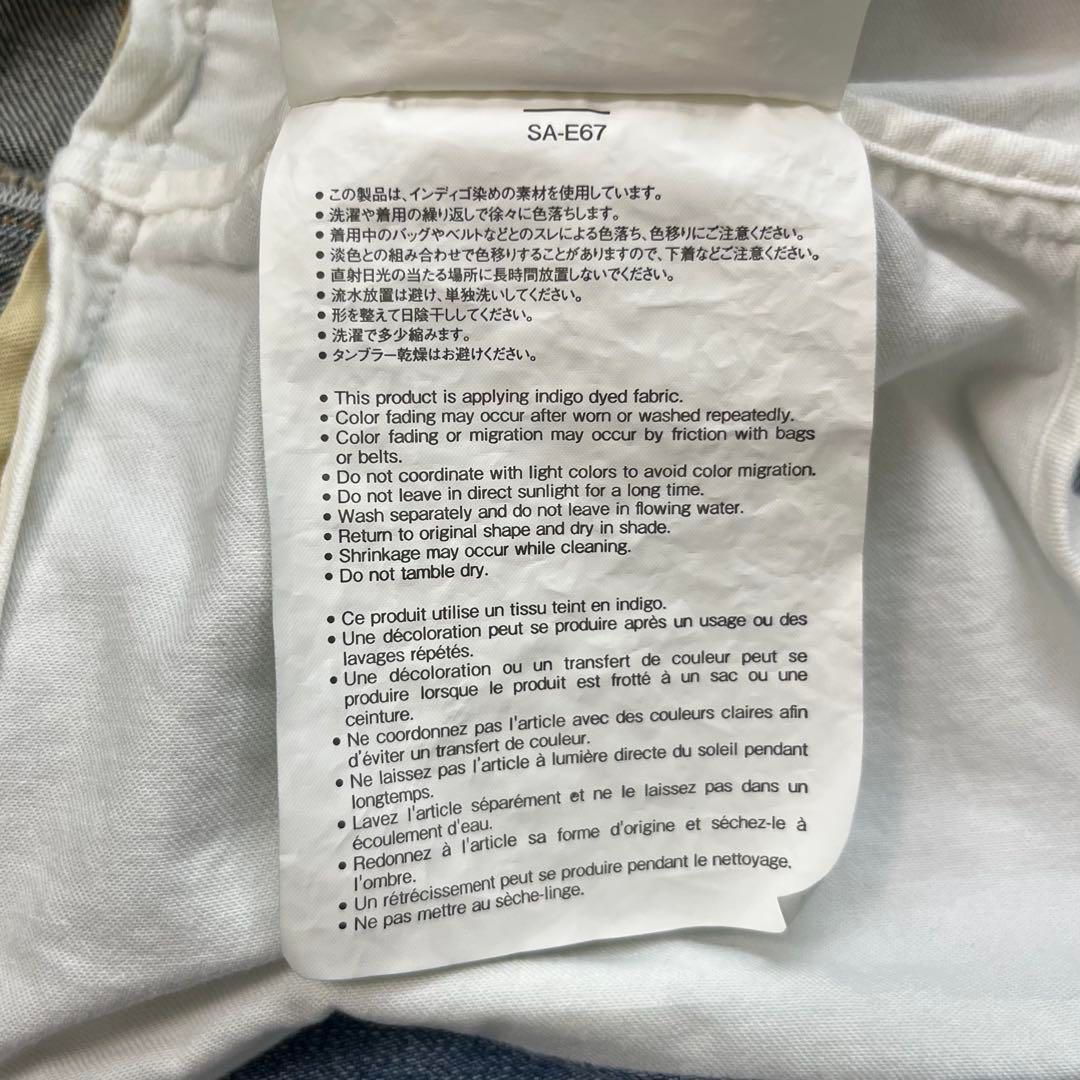 SA-E67
● この製品は、インディゴ染めの素材を使用しています。
● 洗濯や着用の繰り返しで徐々に色落ちします。
● 着用中のバッグやベルトなどとのスレによる色落ち、色移りにご注意ください。
● 淡色との組み合わせで色移りすることがありますので、下着などご注意ください。
● 直射日光の当たる場所に長時間放置しないでください。
● 流水放置は避け、単独洗いしてください。
● 形を整えて日陰干ししてください。
● 洗濯で多少縮みます。
● タンブラー乾燥はお避けください。
● This product is applying indigo dyed fabric.
● Color fading may occur after worn or washed repeatedly.
● Color fading or migration may occur by friction with bags
or belts.
● Do not coordinate with light colors to avoid color migration.
● Do not leave in direct sunlight for a long time.
● Wash separately and do not leave in flowing water.
● Return to original shape and dry in shade.
● Shrinkage may occur while cleaning.
● Do not tamble dry.
● Ce produit utilise un tissu teint en indigo.
● Une décoloration peut se produire après un usage ou des
lavages répétés.
● Une décoloration ou un transfert de couleur peut se
produire lorsque le produit est frotté à un sac ou une
ceinture.
● Ne coordonnez pas l'article avec des couleurs claires afin
d'éviter un transfert de couleur.
● Ne laissez pas l'article à lumière directe du soleil pendant
longtemps.
● Lavez l'article séparément et ne le laissez pas dans un
écoulement d'eau.
● Redonnez à l'article sa forme d'origine et séchez-le à
l'ombre.
● Un rétrécissement peut se produire pendant le nettoyage.
● Ne pas mettre au sèche-linge.